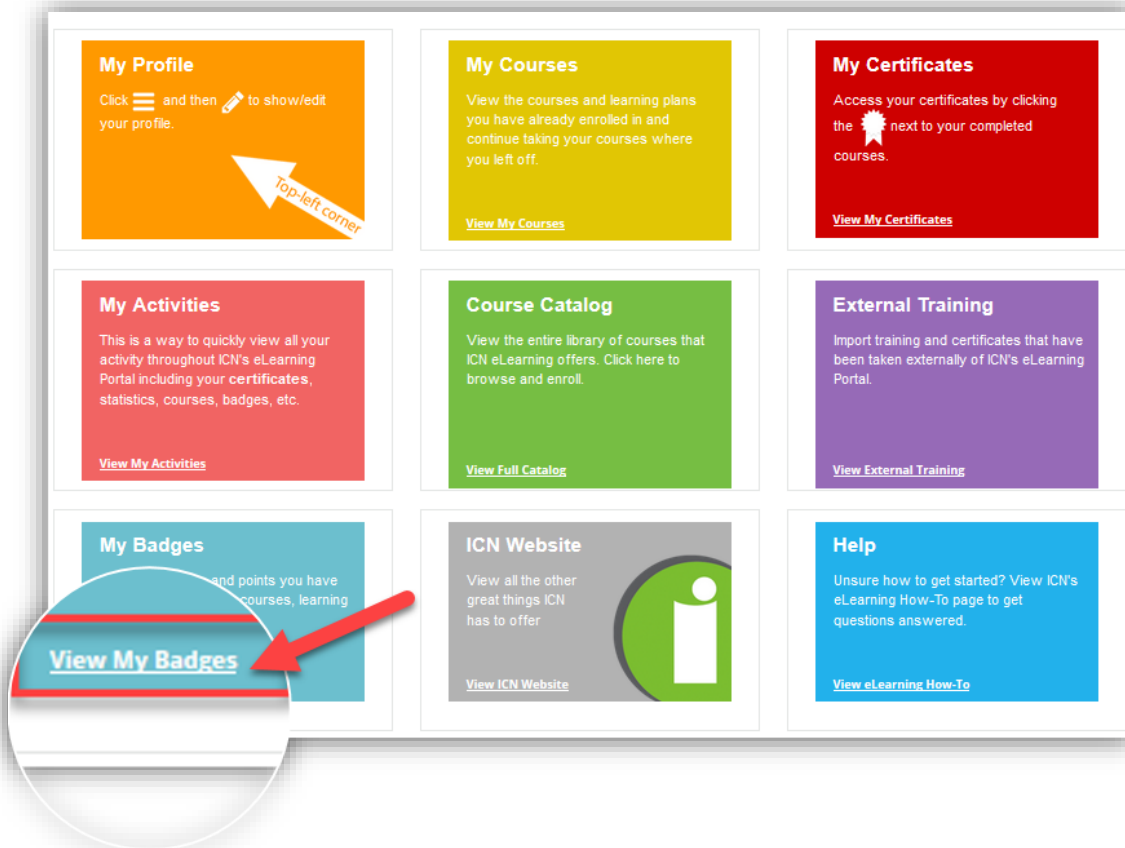 My Profile
Click and then to show/edit
your profile.
Top-left corner
My Courses
View the courses and learning plans
you have already enrolled in and
continue taking your courses where
you left off.
View My Courses
My Certificates
Access your certificates by clicking
the next to your completed
courses.
View My Certificates
My Activities
This is a way to quickly view all your
activity throughout ICN's eLearning
Portal including your certificates,
statistics, courses, badges, etc.
View My Activities
Course Catalog
View the entire library of courses that
ICN eLearning offers. Click here to
browse and enroll.
View Full Catalog
External Training
Import training and certificates that have
been taken externally of ICN's eLearning
Portal.
View External Training
My Badges
and points you have
courses, learning
View My Badges
ICN Website
View all the other
great things ICN
has to offer
View ICN Website
Help
Unsure how to get started? View ICN's
eLearning How-To page to get
questions answered.
View eLearning How-To